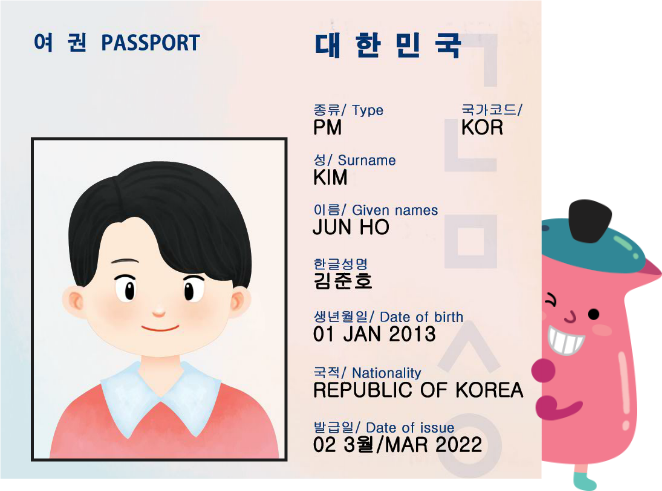 여 권 PASSPORT
대 한 민 국
종류/ Type 국가코드/
PM KOR
성/ Surname
KIM
이름/ Given names
JUN HO
한글성명
김준호
생년월일/ Date of birth
01 JAN 2013
국적/ Nationality
REPUBLIC OF KOREA
발급일/ Date of issue
02 3월/MAR 2022
ㄱ
ㄴ
ㅁ
ㅅ
ㅇ